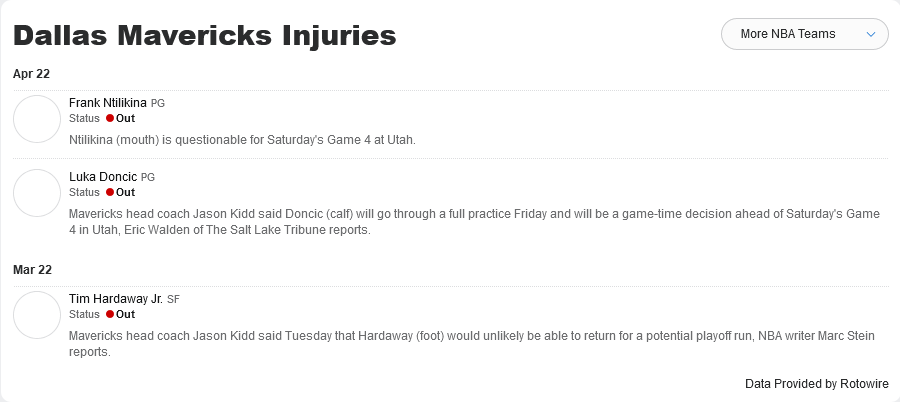 Dallas Mavericks Injuries
More NBA Teams
Apr 22
Frank Ntilikina PG
Status Out
Ntilikina (mouth) is questionable for Saturday's Game 4 at Utah.
Luka Doncic PG
Status Out
Mavericks head coach Jason Kidd said Doncic (calf) will go through a full practice Friday and will be a game-time decision ahead of Saturday's Game
4 in Utah, Eric Walden of The Salt Lake Tribune reports.
Mar 22
Tim Hardaway Jr. SF
Status Out
Mavericks head coach Jason Kidd said Tuesday that Hardaway (foot) would unlikely be able to return for a potential playoff run, NBA writer Marc Stein
reports.
Data Provided by Rotowire